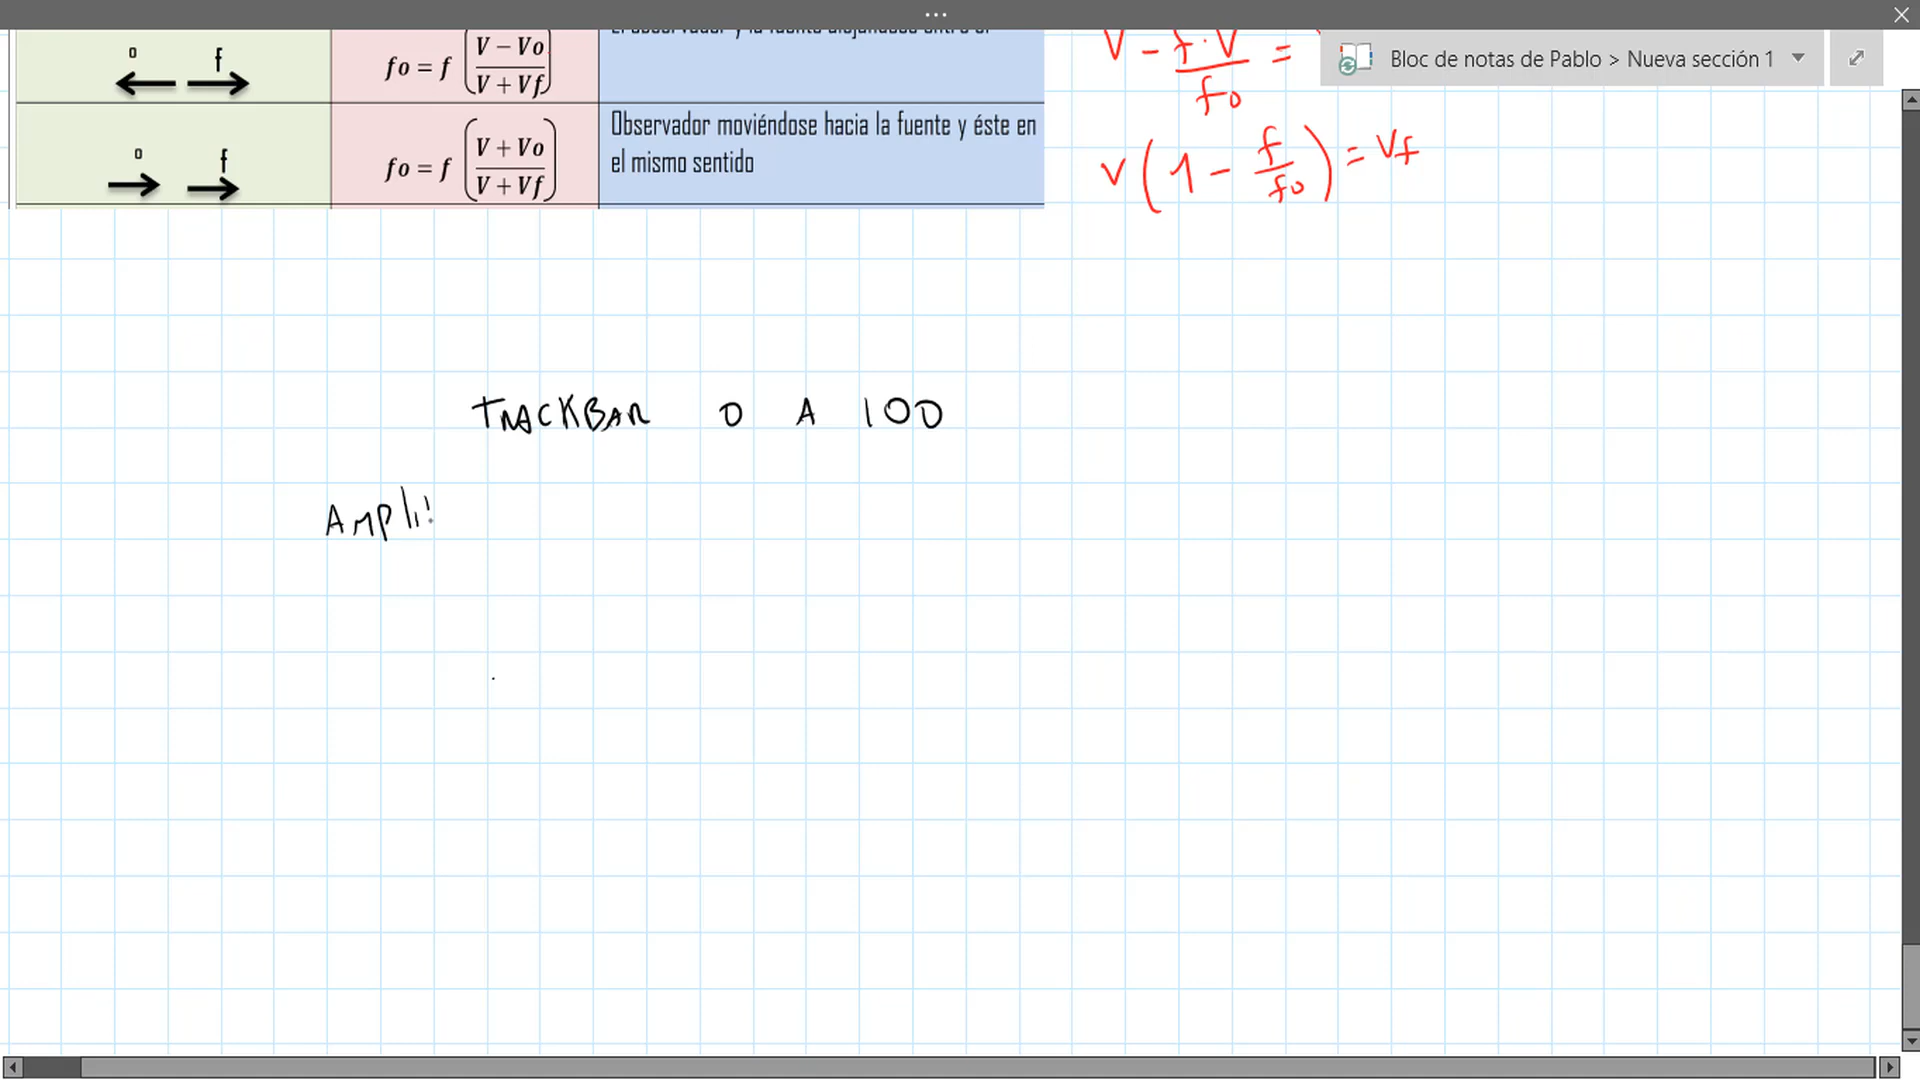 ...
Bloc de notas de Pablo > Nueva sección 1
o f
fo = f (V − Vo / V + Vf)
o f
fo = f (V + Vo / V + Vf)
Observador moviéndose hacia la fuente y éste en
el mismo sentido
V - f·V / fo =
V (1 - f / fo) = Vf
TRACKBAR 0 A 100
Ampli